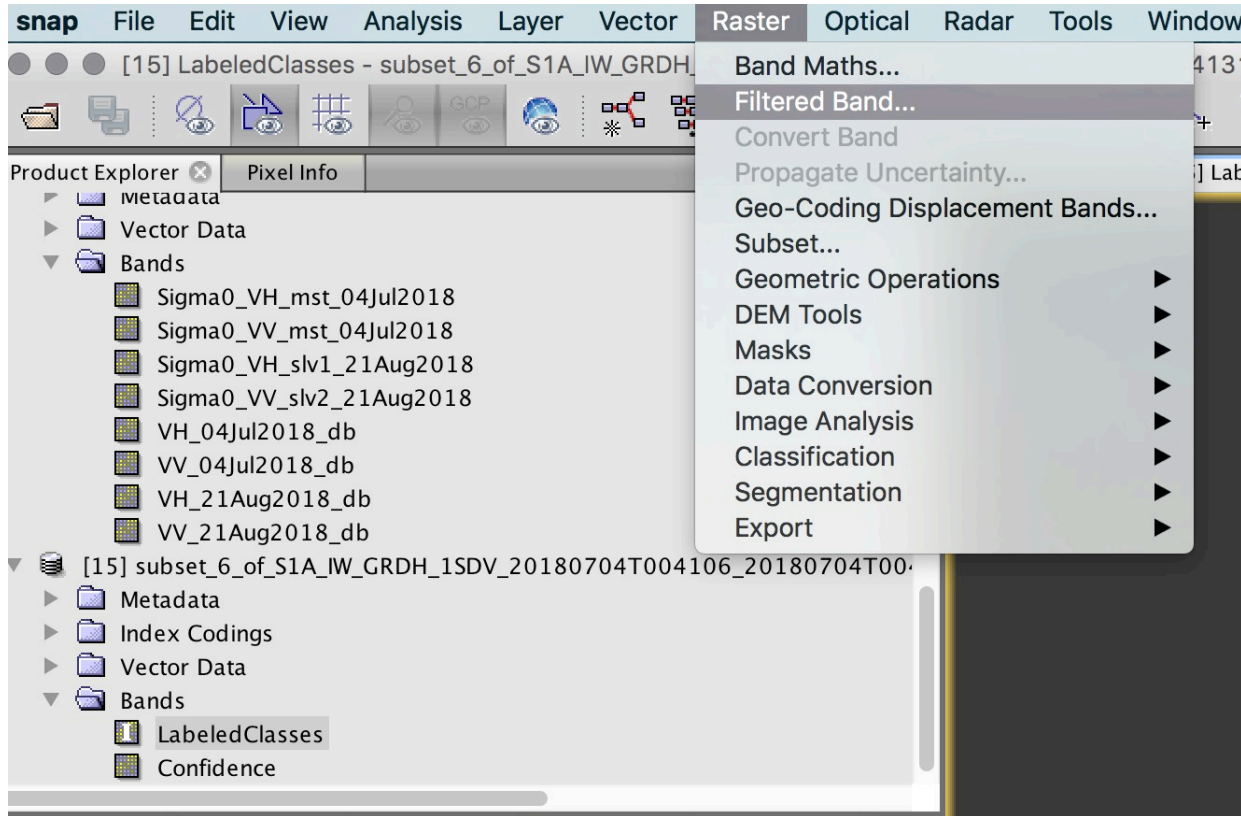 snap File Edit View Analysis Layer Vector Raster Optical Radar Tools Window
[15] LabeledClasses - subset_6_of_S1A_IW_GRDH_
413
GCP
Product Explorer Pixel Info
] Lab
Metadata
Vector Data
Bands
Sigma0_VH_mst_04Jul2018
Sigma0_VV_mst_04Jul2018
Sigma0_VH_slv1_21Aug2018
Sigma0_VV_slv2_21Aug2018
VH_04Jul2018_db
VV_04Jul2018_db
VH_21Aug2018_db
VV_21Aug2018_db
[15] subset_6_of_S1A_IW_GRDH_1SDV_20180704T004106_20180704T00
Metadata
Index Codings
Vector Data
Bands
LabeledClasses
Confidence
Band Maths...
Filtered Band...
Convert Band
Propagate Uncertainty...
Geo-Coding Displacement Bands...
Subset...
Geometric Operations
DEM Tools
Masks
Data Conversion
Image Analysis
Classification
Segmentation
Export